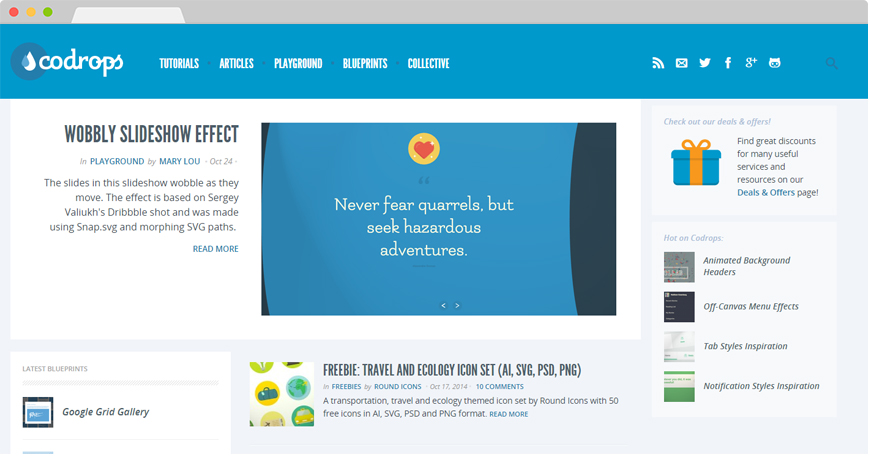 codrops
TUTORIALS · ARTICLES · PLAYGROUND · BLUEPRINTS · COLLECTIVE
WOBBLY SLIDESHOW EFFECT
In PLAYGROUND by MARY LOU · Oct 24 ·
The slides in this slideshow wobble as they
move. The effect is based on Sergey
Valiukh's Dribbble shot and was made
using Snap.svg and morphing SVG paths.
READ MORE
“
Never fear quarrels, but
seek hazardous
adventures.
Check out our deals & offers!
Find great discounts
for many useful
services and
resources on our
Deals & Offers page!
Hot on Codrops:
Animated Background
Headers
Off-Canvas Menu Effects
Tab Styles Inspiration
Notification Styles Inspiration
LATEST BLUEPRINTS
Google Grid Gallery
FREEBIE: TRAVEL AND ECOLOGY ICON SET (AI, SVG, PSD, PNG)
In FREEBIES by ROUND ICONS · Oct 17, 2014 · 10 COMMENTS
A transportation, travel and ecology themed icon set by Round Icons with 50
free icons in AI, SVG, PSD and PNG format. READ MORE